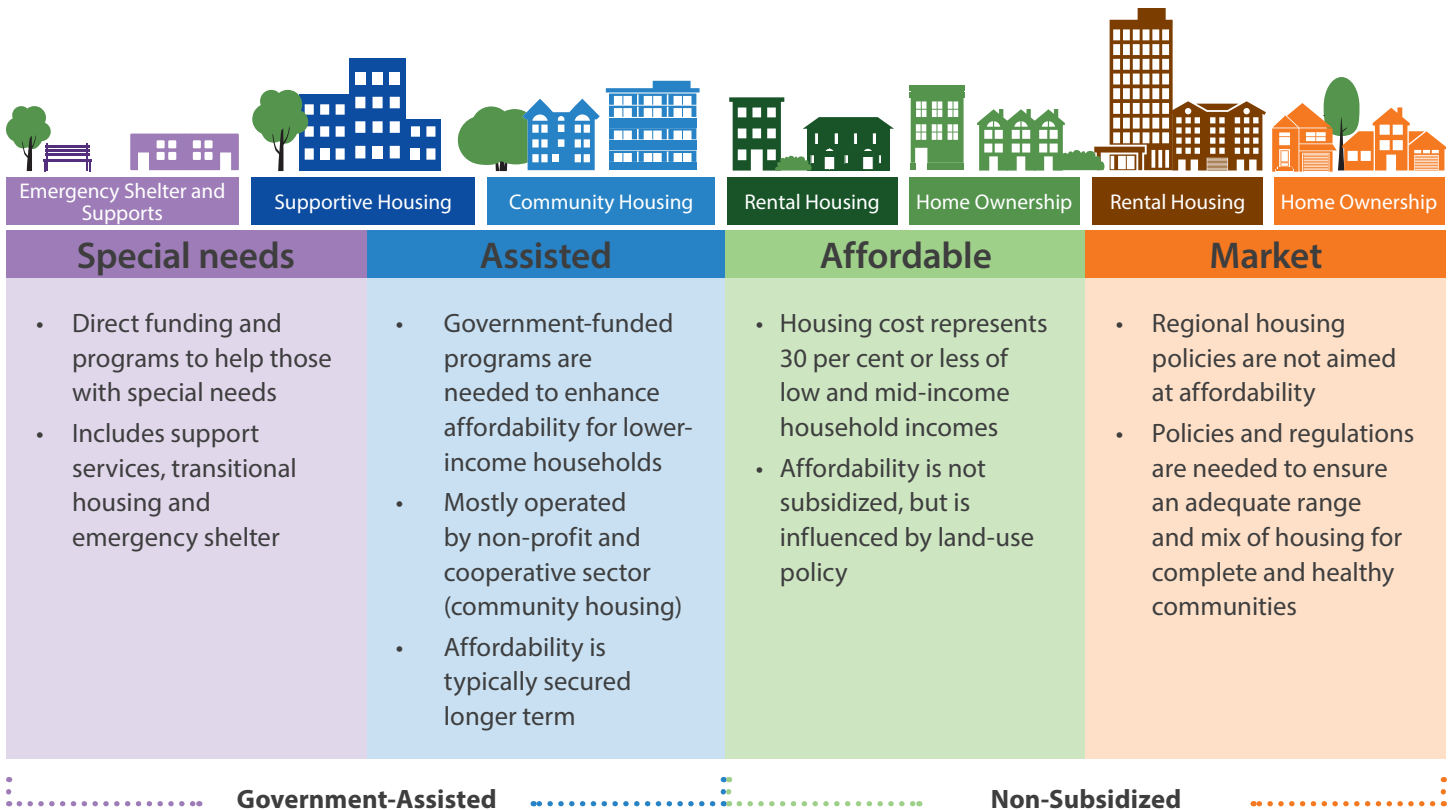 Emergency Shelter and
Supports
Supportive Housing
Community Housing
Rental Housing
Home Ownership
Rental Housing
Home Ownership
Special needs
• Direct funding and
programs to help those
with special needs
• Includes support
services, transitional
housing and
emergency shelter
Assisted
• Government-funded
programs are
needed to enhance
affordability for lower-
income households
• Mostly operated
by non-profit and
cooperative sector
(community housing)
• Affordability is
typically secured
longer term
Affordable
• Housing cost represents
30 per cent or less of
low and mid-income
household incomes
• Affordability is not
subsidized, but is
influenced by land-use
policy
Market
• Regional housing
policies are not aimed
at affordability
• Policies and regulations
are needed to ensure
an adequate range
and mix of housing for
complete and healthy
communities
Government-Assisted
Non-Subsidized